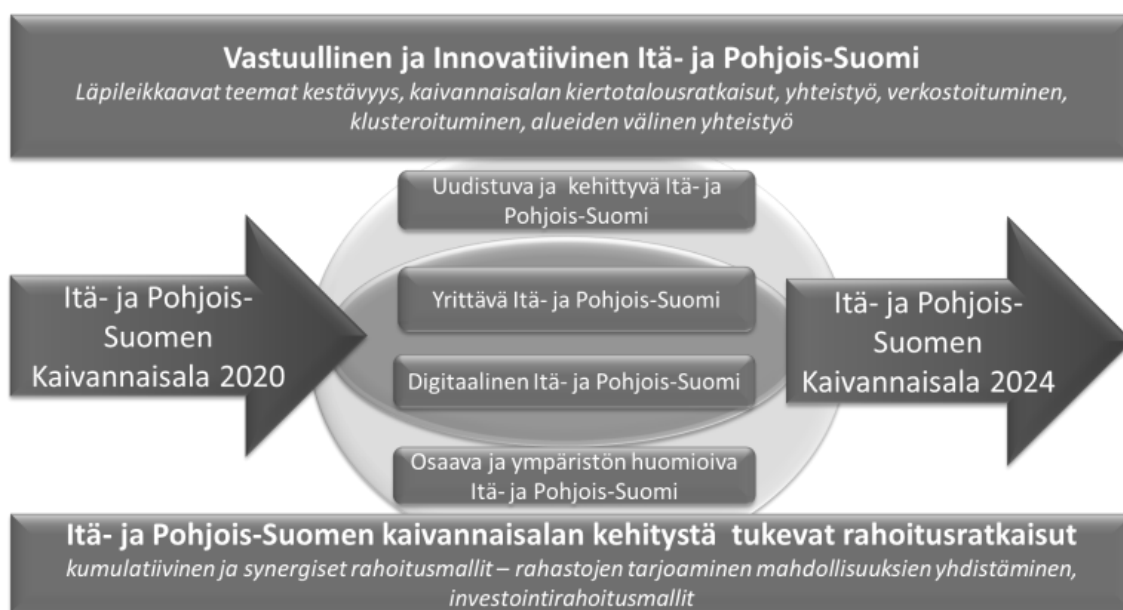 Vastuullinen ja Innovatiivinen Itä- ja Pohjois-Suomi
Läpileikkaavat teemat kestävyys, kaivannaisalan kiertotalousratkaisut, yhteistyö, verkostoituminen,
klusteroituminen, alueiden välinen yhteistyö
Uudistuva ja kehittyvä Itä- ja
Pohjois-Suomi
Itä- ja Pohjois-
Suomen
Kaivannaisala 2020
Yrittävä Itä- ja Pohjois-Suomi
Digitaalinen Itä- ja Pohjois-Suomi
Itä- ja Pohjois-
Suomen
Kaivannaisala 2024
Osaava ja ympäristön huomioiva
Itä- ja Pohjois-Suomi
Itä- ja Pohjois-Suomen kaivannaisalan kehitystä tukevat rahoitusratkaisut
kumulatiivinen ja synergiset rahoitusmallit – rahastojen tarjoaminen mahdollisuuksien yhdistäminen,
investointirahoitusmallit